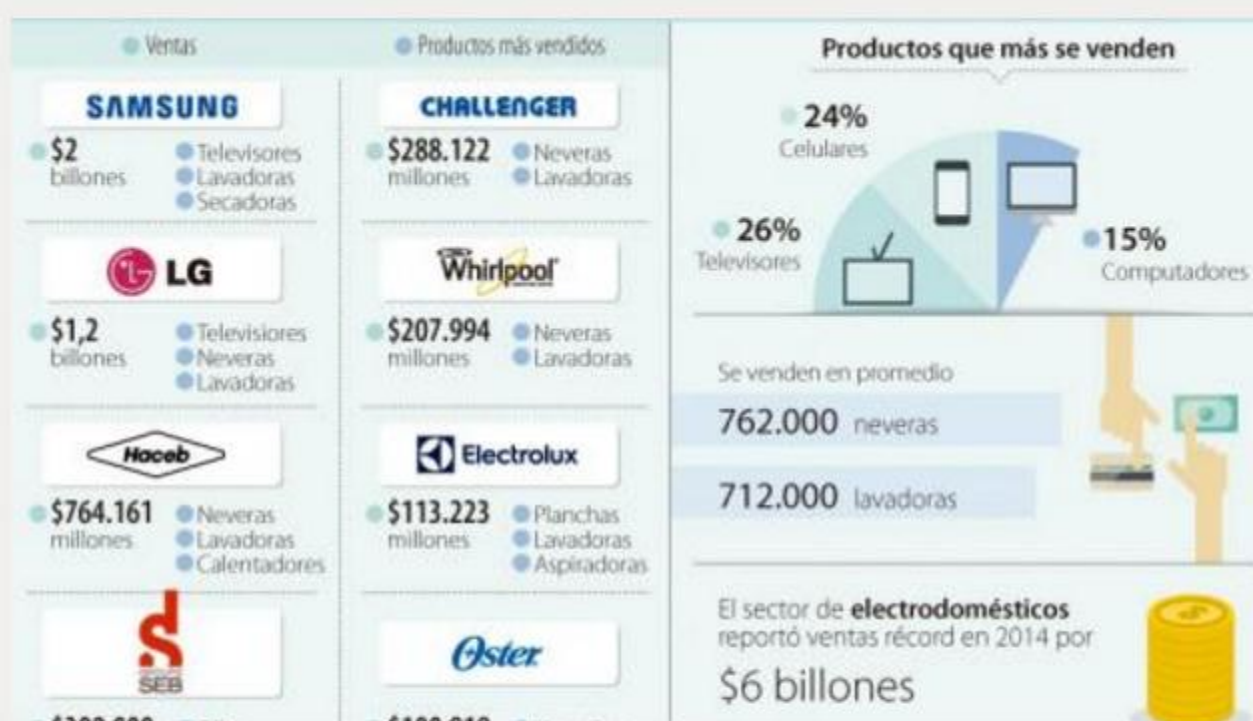 Ventas
Productos más vendidos
SAMSUNG
$2
billones
Televisores
Lavadoras
Secadoras
CHALLENGER
$288.122
millones
Neveras
Lavadoras
LG
$1,2
billones
Televisiores
Neveras
Lavadoras
Whirlpool
$207.994
millones
Neveras
Lavadoras
Haceb
$764.161
millones
Neveras
Lavadoras
Calentadores
Electrolux
$113.223
millones
Planchas
Lavadoras
Aspiradoras
SEB
Oster
Productos que más se venden
24%
Celulares
26%
Televisores
15%
Computadores
Se venden en promedio
762.000 neveras
712.000 lavadoras
El sector de electrodomésticos
reportó ventas récord en 2014 por
$6 billones